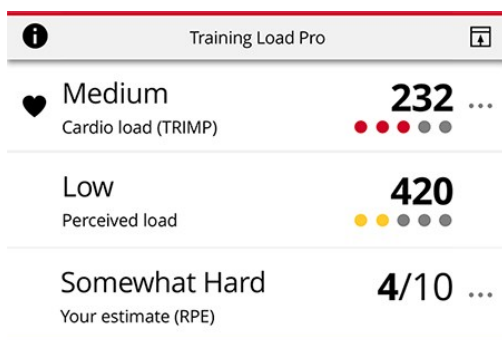 Training Load Pro
Medium 232 ...
Cardio load (TRIMP)
Low 420
Perceived load
Somewhat Hard 4/10 ...
Your estimate (RPE)